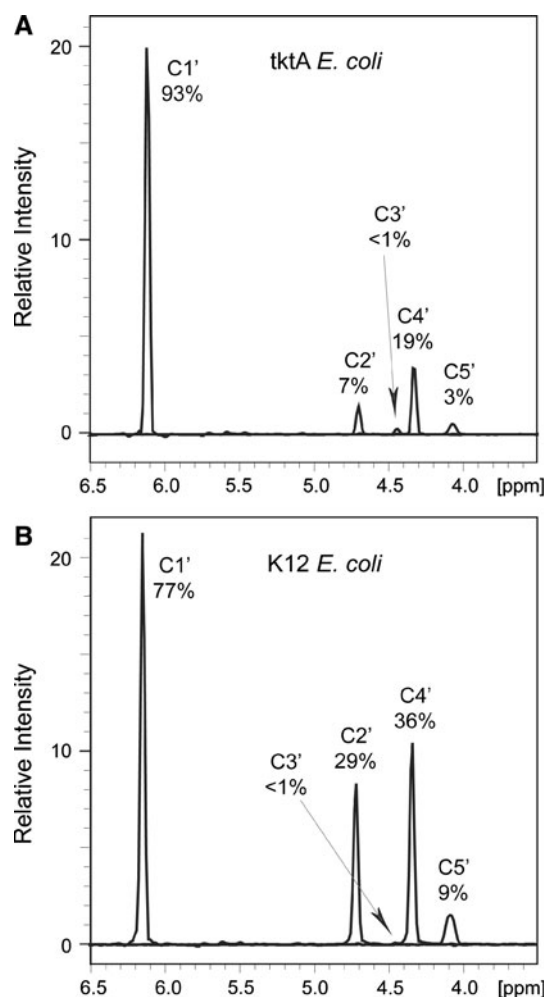 A
tktA E. coli
Relative Intensity
20
10
0
C1'
93%
C2'
7%
C3'
<1%
C4'
19%
C5'
3%
6.5 6.0 5.5 5.0 4.5 4.0 [ppm]
B
K12 E. coli
Relative Intensity
20
10
0
C1'
77%
C3'
<1%
C2'
29%
C4'
36%
C5'
9%
6.5 6.0 5.5 5.0 4.5 4.0 [ppm]